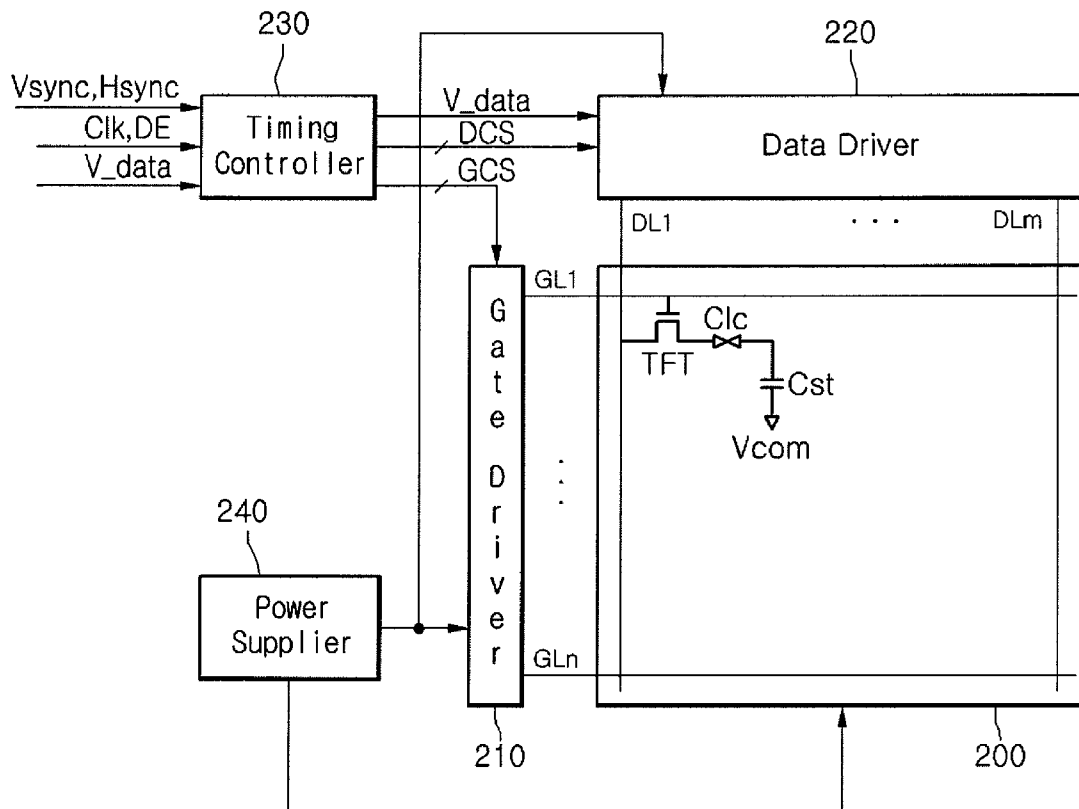 230
220
Vsync,Hsync
Clk,DE
V_data
Timing
Controller
V_data
DCS
GCS
Data Driver
DL1
. . .
DLm
GL1
Gate Driver
Clc
TFT
Cst
Vcom
240
Power
Supplier
GLn
210
200